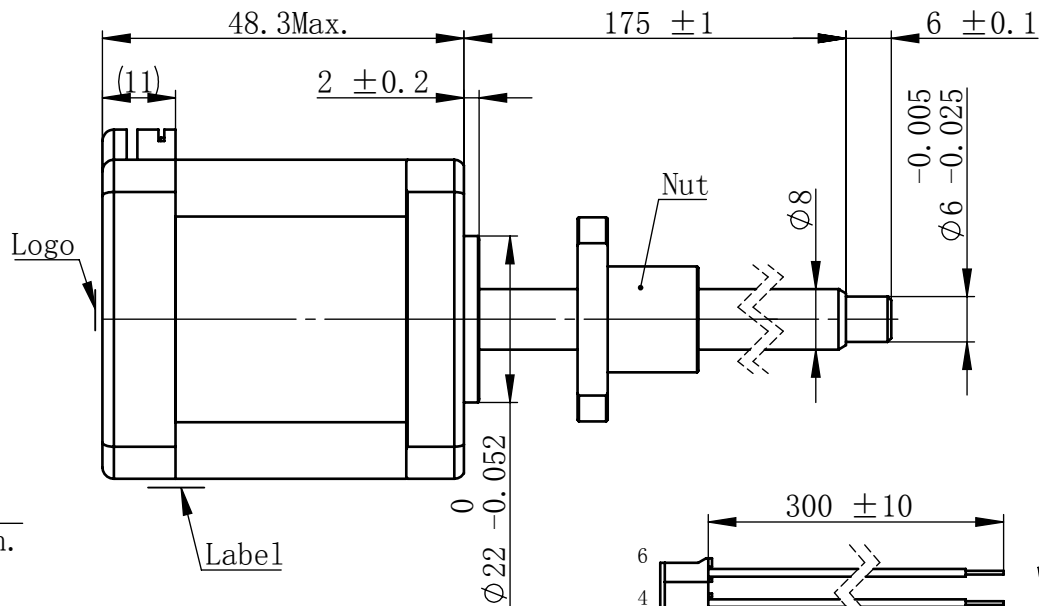 48.3Max.
175 ±1
6 ±0.1
(11)
2 ±0.2
-0.005
φ6 -0.025
Nut
φ8
Logo
0
φ22 -0.052
Label
300 ±10
6
4